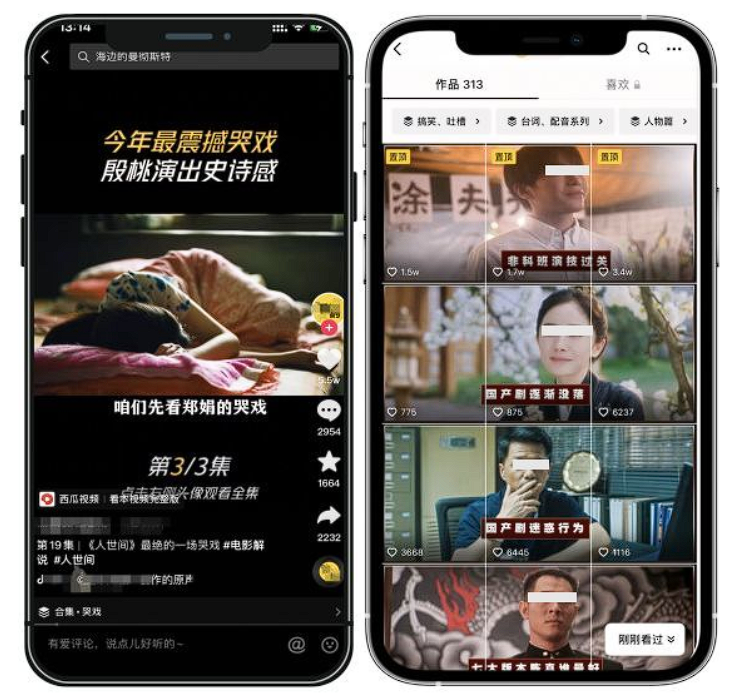 13:14
海边的曼彻斯特
今年最震撼哭戏
殷桃演出史诗感
5.5w
咱们先看郑娟的哭戏
2954
第3/3集
1664
点击右侧头像观看全集
西瓜视频 | 看本视频完整版
2232
第19集 | 《人世间》最绝的一场哭戏 #电影解
说 #人世间
作的原声
合集·哭戏
有爱评论，说点儿好听的~
作品 313
喜欢
搞笑、吐槽
台词、配音系列
人物篇
置顶
置顶
置顶
涂夫
非科班演技过关
1.5w
1.7w
3.4w
国产剧逐渐没落
775
875
6237
国产剧迷惑行为
3668
6445
1116
刚刚看过